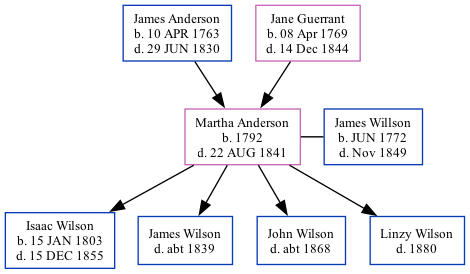 James Anderson
b. 10 APR 1763
d. 29 JUN 1830
Jane Guerrant
b. 08 Apr 1769
d. 14 Dec 1844
Martha Anderson
b. 1792
d. 22 AUG 1841
James Willson
b. JUN 1772
d. Nov 1849
Isaac Wilson
b. 15 JAN 1803
d. 15 DEC 1855
James Wilson
d. abt 1839
John Wilson
d. abt 1868
Linzy Wilson
d. 1880